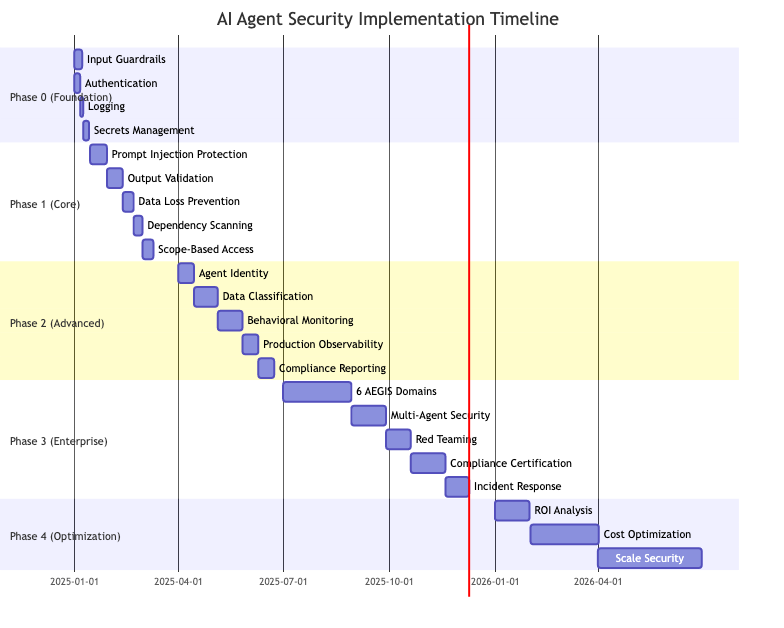 AI Agent Security Implementation Timeline
Input Guardrails
Authentication
Phase 0 (Foundation)
Logging
Secrets Management
Prompt Injection Protection
Output Validation
Data Loss Prevention
Phase 1 (Core)
Dependency Scanning
Scope-Based Access
Agent Identity
Data Classification
Behavioral Monitoring
Phase 2 (Advanced)
Production Observability
Compliance Reporting
6 AEGIS Domains
Multi-Agent Security
Red Teaming
Phase 3 (Enterprise)
Compliance Certification
Incident Response
ROI Analysis
Cost Optimization
Phase 4 (Optimization)
Scale Security
2025-01-01
2025-04-01
2025-07-01
2025-10-01
2026-01-01
2026-04-01